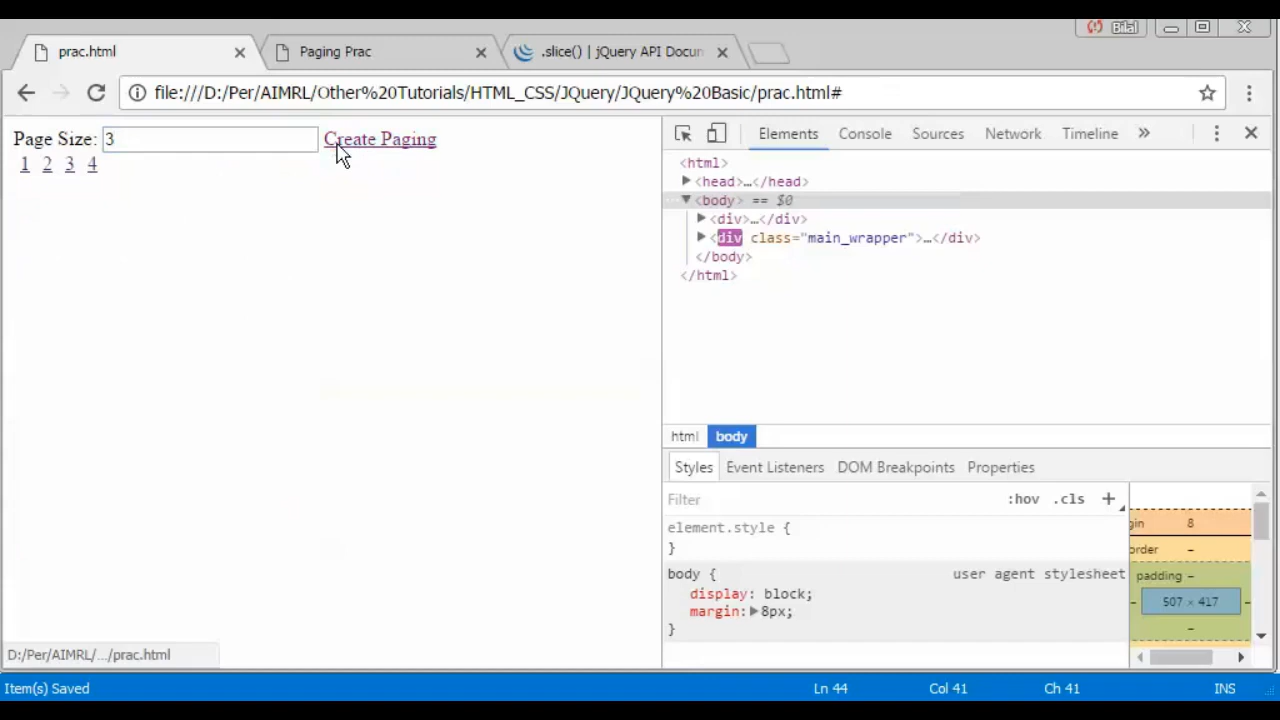 Bilal
prac.html
Paging Prac
.slice() | jQuery API Docun
file:///D:/Per/AIMRL/Other%20Tutorials/HTML_CSS/JQuery/JQuery%20Basic/prac.html#
Page Size: 3 Create Paging
1 2 3 4
Elements Console Sources Network Timeline »
<html>
<head>…</head>
<body> == $0
<div>…</div>
<div class="main_wrapper">…</div>
</body>
</html>
html body
Styles Event Listeners DOM Breakpoints Properties
Filter :hov .cls +
element.style {
}
body { user agent stylesheet
display: block;
margin: 8px;
}
gin 8
order –
padding –
– 507 × 417 –
–
D:/Per/AIMRL/.../prac.html
Item(s) Saved Ln 44 Col 41 Ch 41 INS